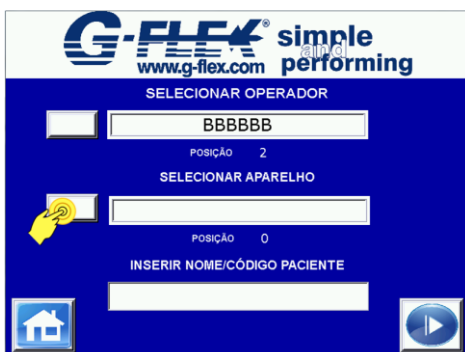 G-FLEX® simple
and
www.g-flex.com performing
SELECIONAR OPERADOR
BBBBBB
POSIÇÃO 2
SELECIONAR APARELHO
POSIÇÃO 0
INSERIR NOME/CÓDIGO PACIENTE